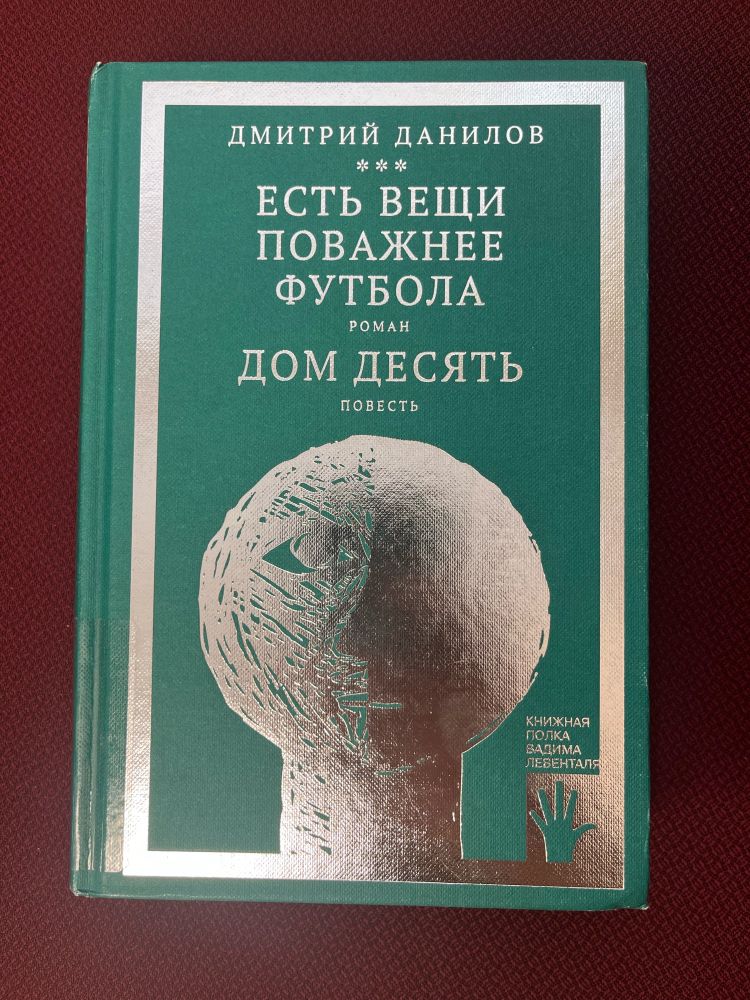 ДМИТРИЙ ДАНИЛОВ
***
ЕСТЬ ВЕЩИ
ПОВАЖНЕЕ
ФУТБОЛА
РОМАН
ДОМ ДЕСЯТЬ
ПОВЕСТЬ
КНИЖНАЯ
ПОЛКА
ВАДИМА
ЛЕВЕНТАЛЯ